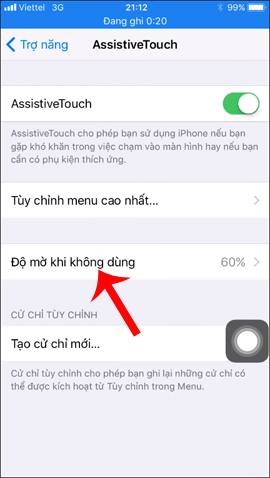 Viettel 3G 21:12 99%
Đang ghi 0:20
Trợ năng AssistiveTouch
AssistiveTouch
AssistiveTouch cho phép bạn sử dụng iPhone nếu bạn
gặp khó khăn trong việc chạm vào màn hình hay nếu bạn
cần có phụ kiện thích ứng.
Tùy chỉnh menu cao nhất...
Độ mờ khi không dùng 60%
CỬ CHỈ TÙY CHỈNH
Tạo cử chỉ mới...
Cử chỉ tùy chỉnh cho phép bạn ghi lại những cử chỉ có
thể được kích hoạt từ Tùy chỉnh trong Menu.